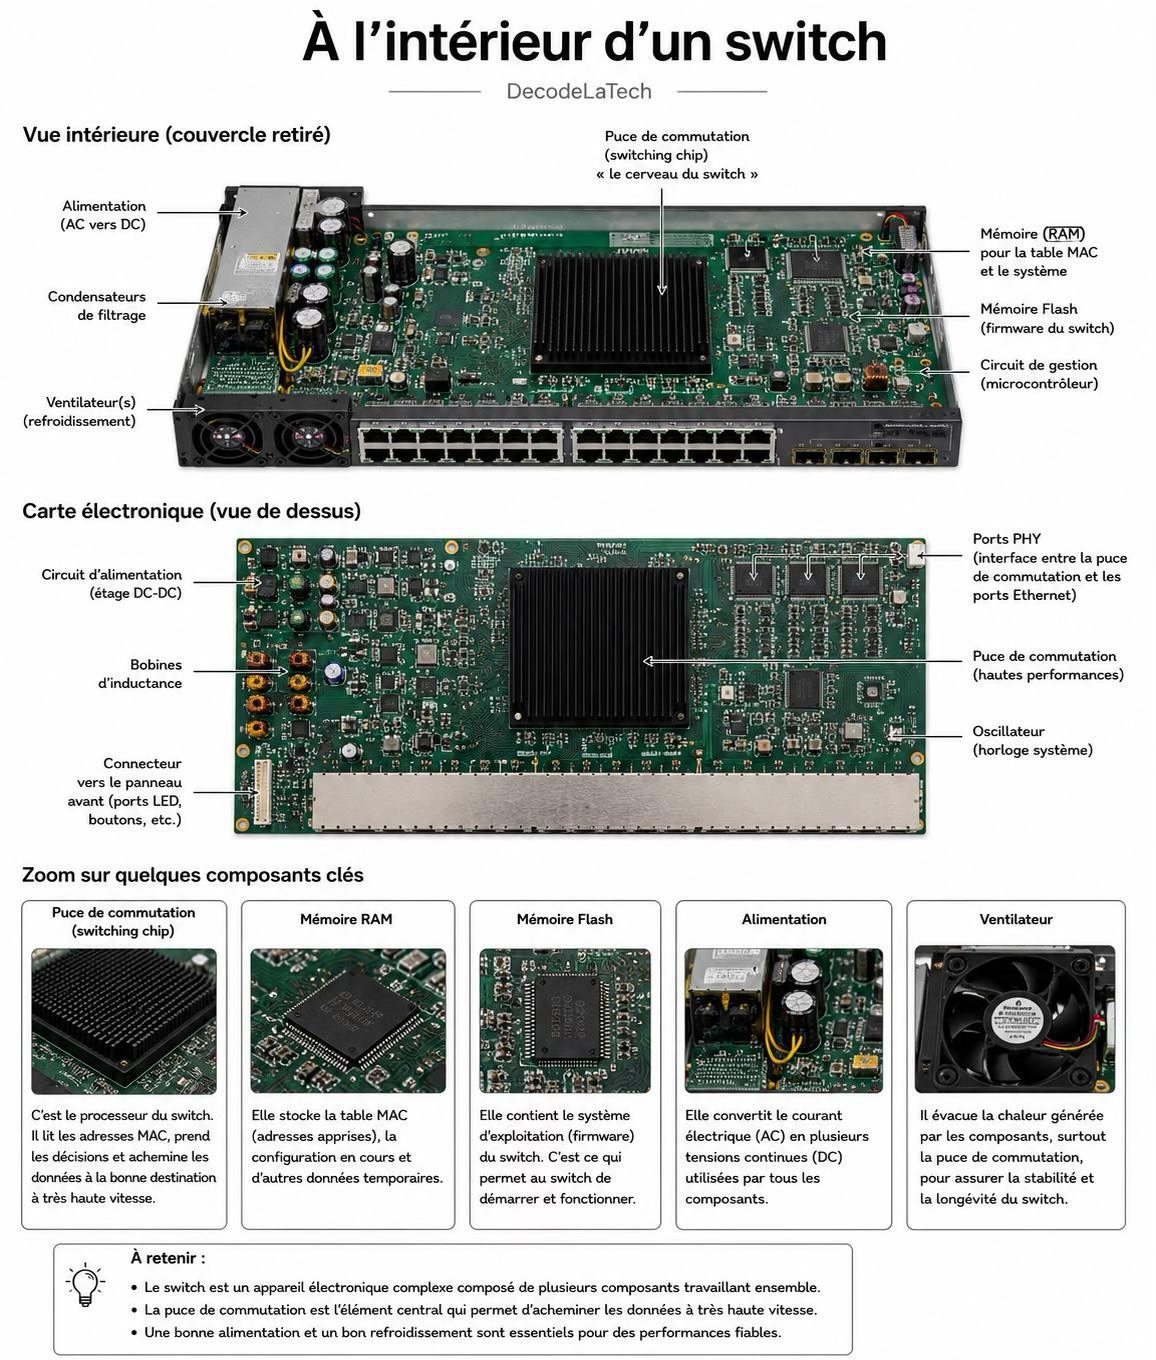 À l'intérieur d'un switch
DecodeLaTech
Vue intérieure (couvercle retiré)
Puce de commutation
(switching chip)
« le cerveau du switch »
Alimentation
(AC vers DC)
Condensateurs
de filtrage
Ventilateur(s)
(refroidissement)
Mémoire (RAM)
pour la table MAC
et le système
Mémoire Flash
(firmware du switch)
Circuit de gestion
(microcontrôleur)
Carte électronique (vue de dessus)
Circuit d'alimentation
(étage DC-DC)
Bobines
d'inductance
Connecteur
vers le panneau
avant (ports LED,
boutons, etc.)
Ports PHY
(interface entre la puce
de commutation et les
ports Ethernet)
Puce de commutation
(hautes performances)
Oscillateur
(horloge système)
Zoom sur quelques composants clés
Puce de commutation
(switching chip)
C'est le processeur du switch.
Il lit les adresses MAC, prend
les décisions et achemine les
données à la bonne destination
à très haute vitesse.
Mémoire RAM
Elle stocke la table MAC
(adresses apprises), la
configuration en cours et
d'autres données temporaires.
Mémoire Flash
Elle contient le système
d'exploitation (firmware)
du switch. C'est ce qui
permet au switch de
démarrer et fonctionner.
Alimentation
Elle convertit le courant
électrique (AC) en plusieurs
tensions continues (DC)
utilisées par tous les
composants.
Ventilateur
Il évacue la chaleur générée
par les composants, surtout
la puce de commutation,
pour assurer la stabilité et
la longévité du switch.
À retenir :
• Le switch est un appareil électronique complexe composé de plusieurs composants travaillant ensemble.
• La puce de commutation est l'élément central qui permet d'acheminer les données à très haute vitesse.
• Une bonne alimentation et un bon refroidissement sont essentiels pour des performances fiables.